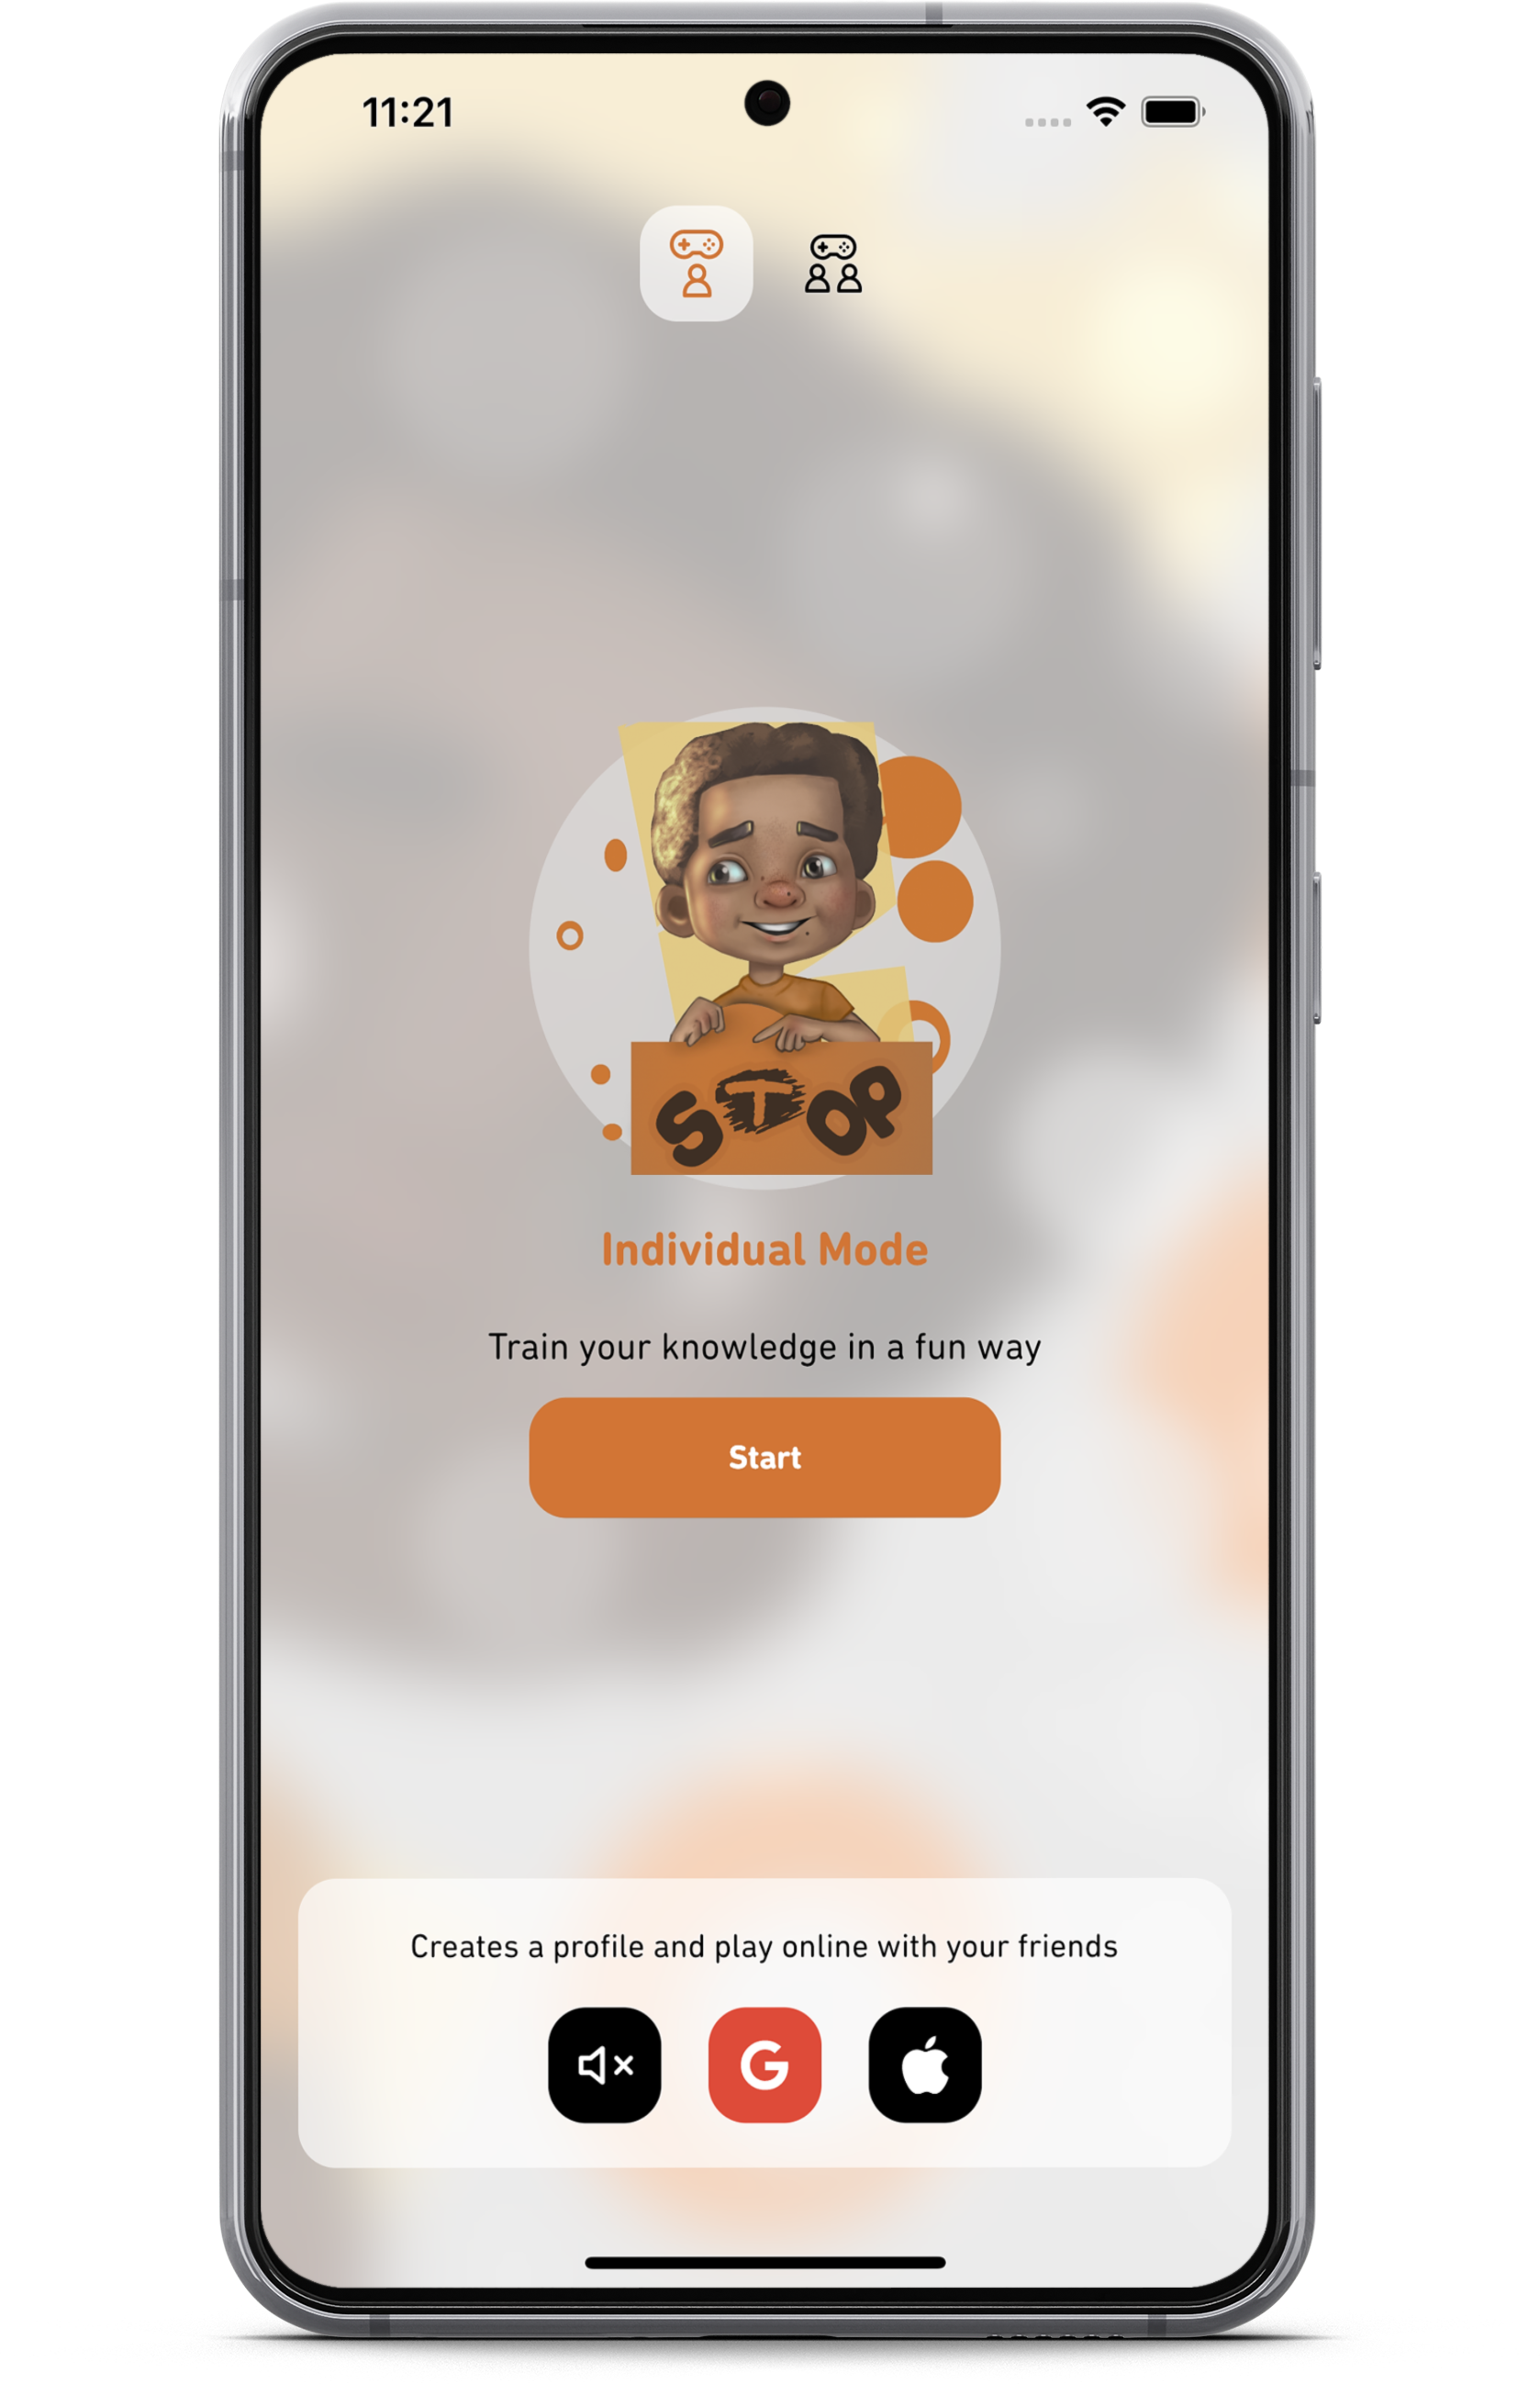 11:21
STOP
Individual Mode
Train your knowledge in a fun way
Start
Creates a profile and play online with your friends
G